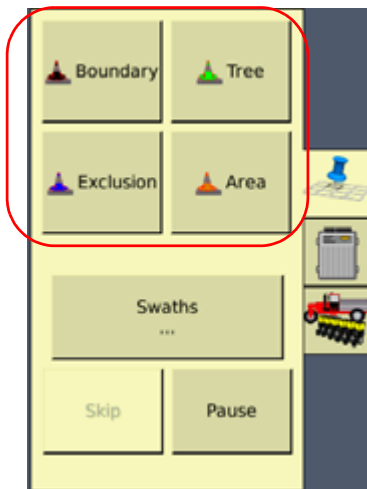 Boundary
Tree
Exclusion
Area
Swaths
...
Skip
Pause